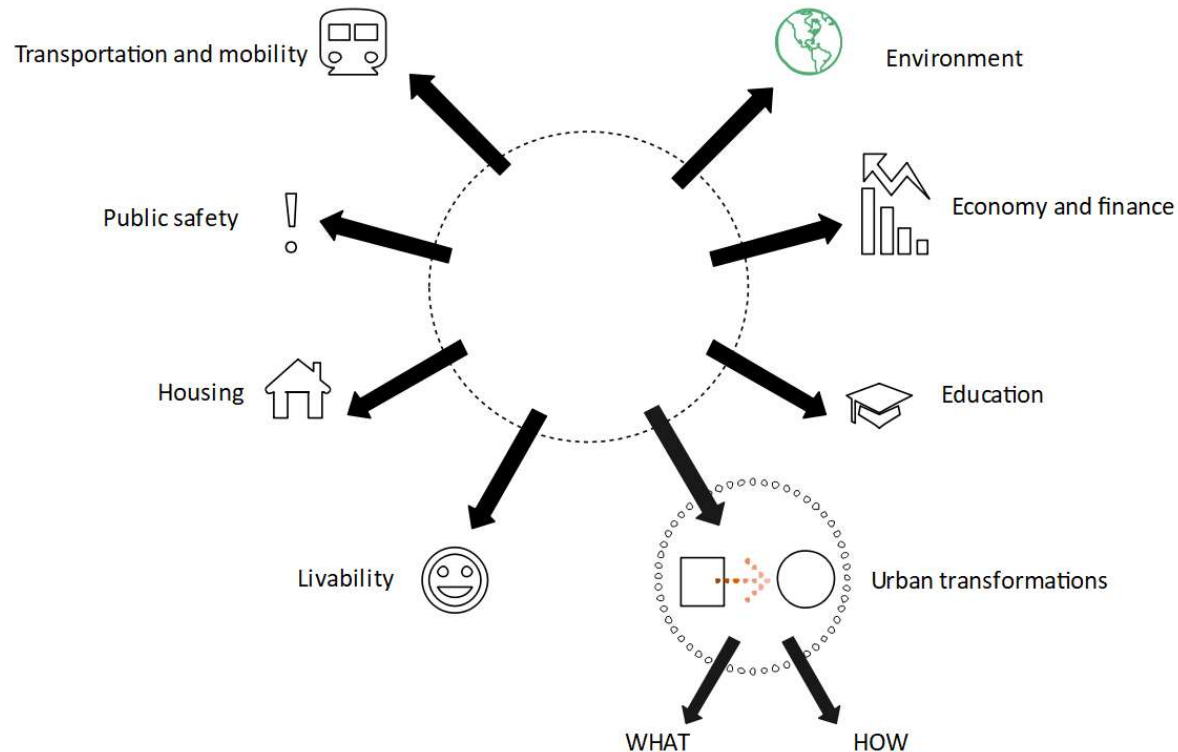 Transportation and mobility
Environment
Public safety
Economy and finance
Housing
Education
Livability
Urban transformations
WHAT
HOW